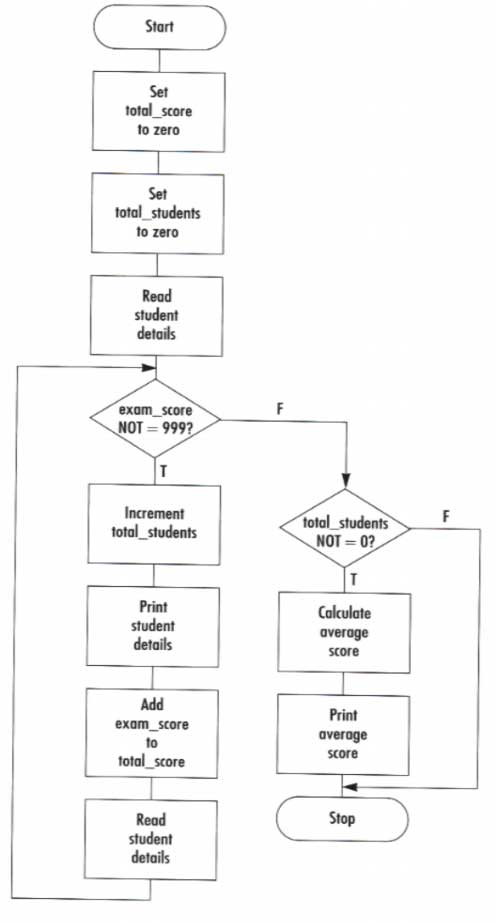 Start
Set
total_score
to zero
Set
total_students
to zero
Read
student
details
exam_score
NOT = 999?
F
T
Increment
total_students
Print
student
details
Add
exam_score
to
total_score
Read
student
details
total_students
NOT = 0?
F
T
Calculate
average
score
Print
average
score
Stop